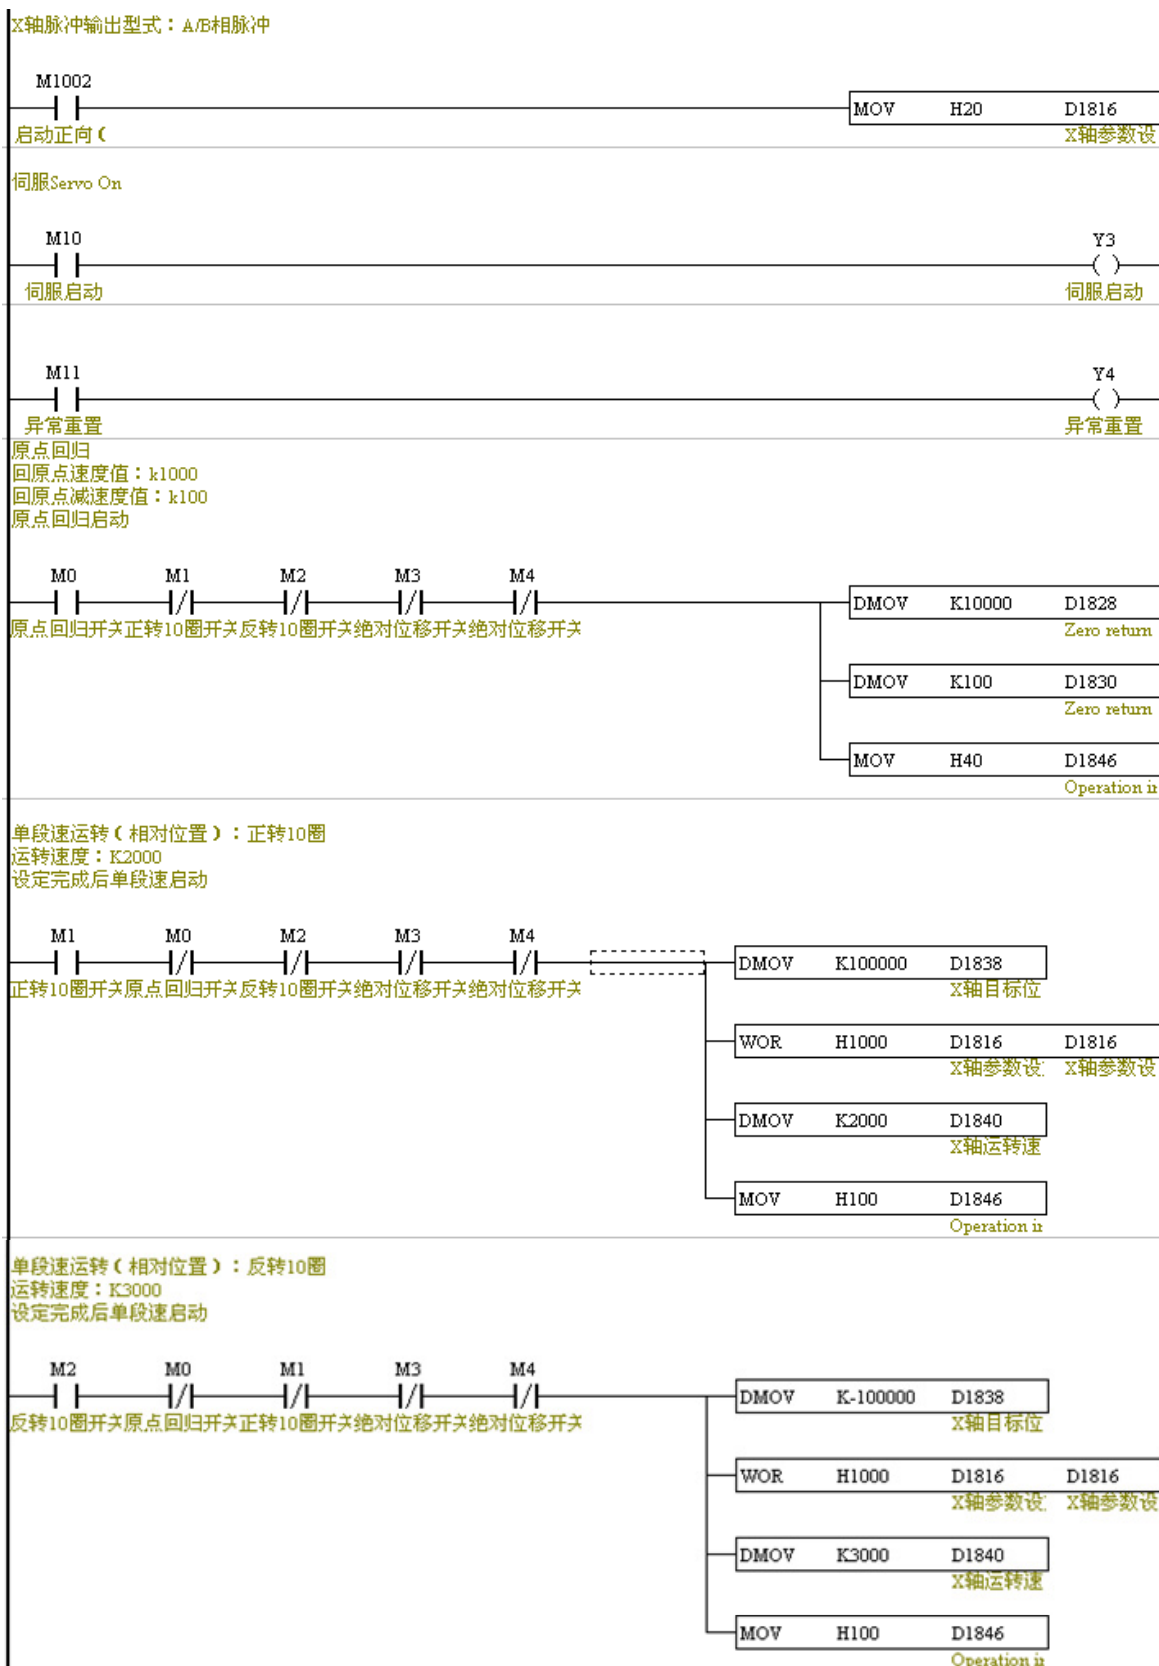 X轴脉冲输出型式：A/B相脉冲
M1002
MOV H20 D1816
启动正向（ X轴参数设
伺服Servo On
M10 Y3
伺服启动 伺服启动
M11 Y4
异常重置 异常重置
原点回归
回原点速度值：k1000
回原点减速度值：k100
原点回归启动
M0 M1 M2 M3 M4
DMOV K10000 D1828
原点回归开关正转10圈开关反转10圈开关绝对位移开关绝对位移开关 Zero return
DMOV K100 D1830
Zero return
MOV H40 D1846
Operation in
单段速运转（相对位置）：正转10圈
运转速度：K2000
设定完成后单段速启动
M1 M0 M2 M3 M4
DMOV K100000 D1838
正转10圈开关原点回归开关反转10圈开关绝对位移开关绝对位移开关 X轴目标位
WOR H1000 D1816 D1816
X轴参数设 X轴参数设
DMOV K2000 D1840
X轴运转速
MOV H100 D1846
Operation in
单段速运转（相对位置）：反转10圈
运转速度：K3000
设定完成后单段速启动
M2 M0 M1 M3 M4
DMOV K-100000 D1838
反转10圈开关原点回归开关正转10圈开关绝对位移开关绝对位移开关 X轴目标位
WOR H1000 D1816 D1816
X轴参数设 X轴参数设
DMOV K3000 D1840
X轴运转速
MOV H100 D1846
Operation in